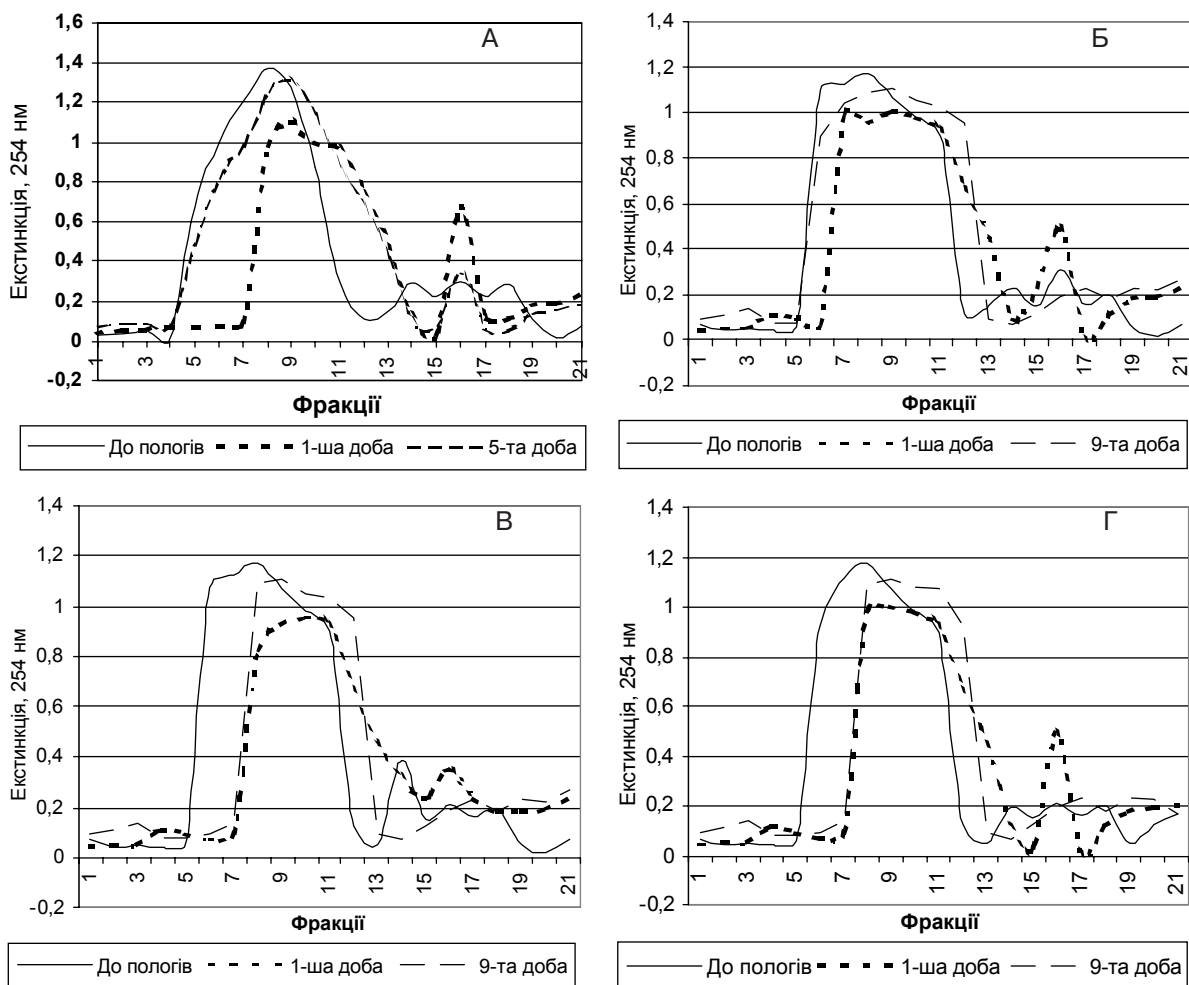 А
Екстинкція, 254 нм
1,6
1,4
1,2
1
0,8
0,6
0,4
0,2
0
-0,2
1 3 5 7 9 11 13 15 17 19 21
Фракції
До пологів 1-ша доба 5-та доба
Б
Екстинкція, 254 нм
1,4
1,2
1
0,8
0,6
0,4
0,2
0
-0,2
1 3 5 7 9 11 13 15 17 19 21
Фракції
До пологів 1-ша доба 9-та доба
В
Екстинкція, 254 нм
1,4
1,2
1
0,8
0,6
0,4
0,2
0
-0,2
1 3 5 7 9 11 13 15 17 19 21
Фракції
До пологів 1-ша доба 9-та доба
Г
Екстинкція, 254 нм
1,4
1,2
1
0,8
0,6
0,4
0,2
0
-0,2
1 3 5 7 9 11 13 15 17 19 21
Фракції
До пологів 1-ша доба 9-та доба